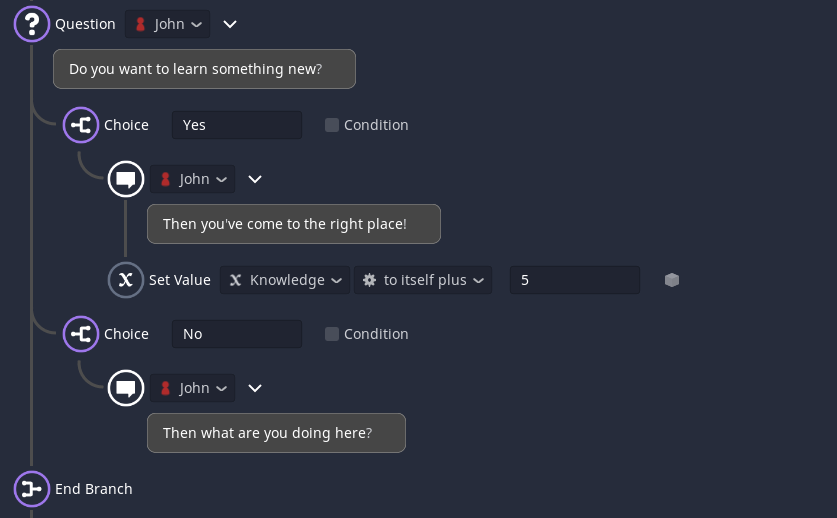 Question John
Do you want to learn something new?
Choice Yes Condition
John
Then you've come to the right place!
Set Value Knowledge to itself plus 5
Choice No Condition
John
Then what are you doing here?
End Branch